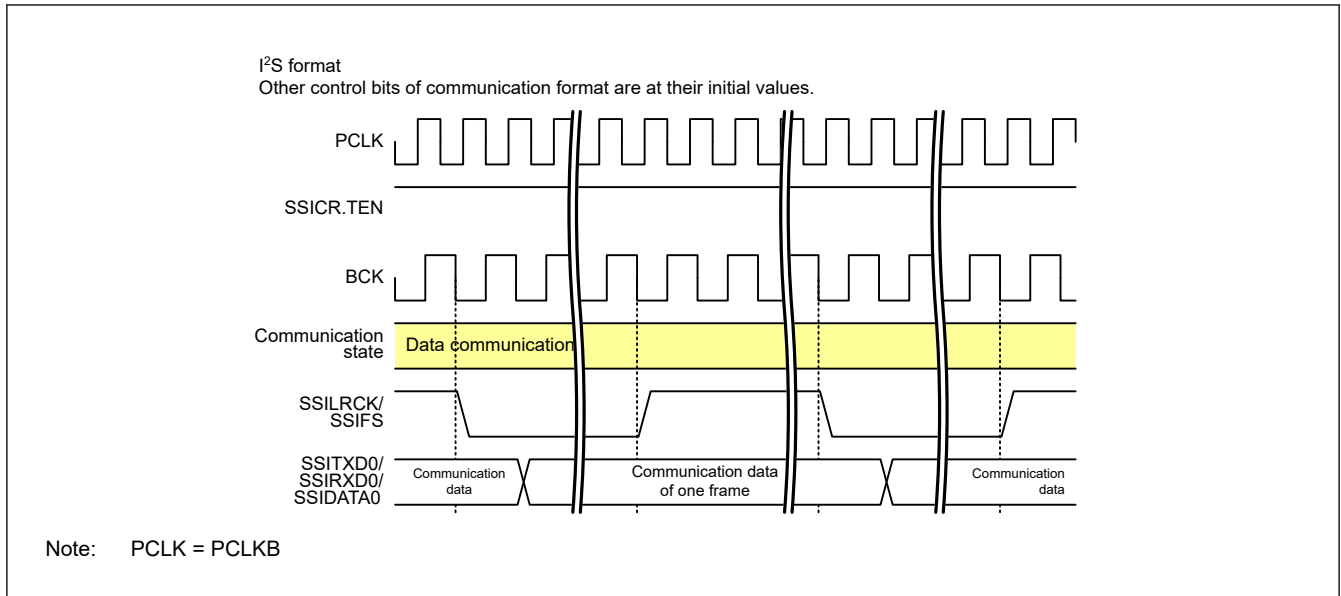 I²S format
Other control bits of communication format are at their initial values.
PCLK
SSICR.TEN
BCK
Communication
state
Data communication
SSILRCK/
SSIFS
SSITXD0/
SSIRXD0/
SSIDATA0
Communication
data
Communication data
of one frame
Communication
data
Note: PCLK = PCLKB